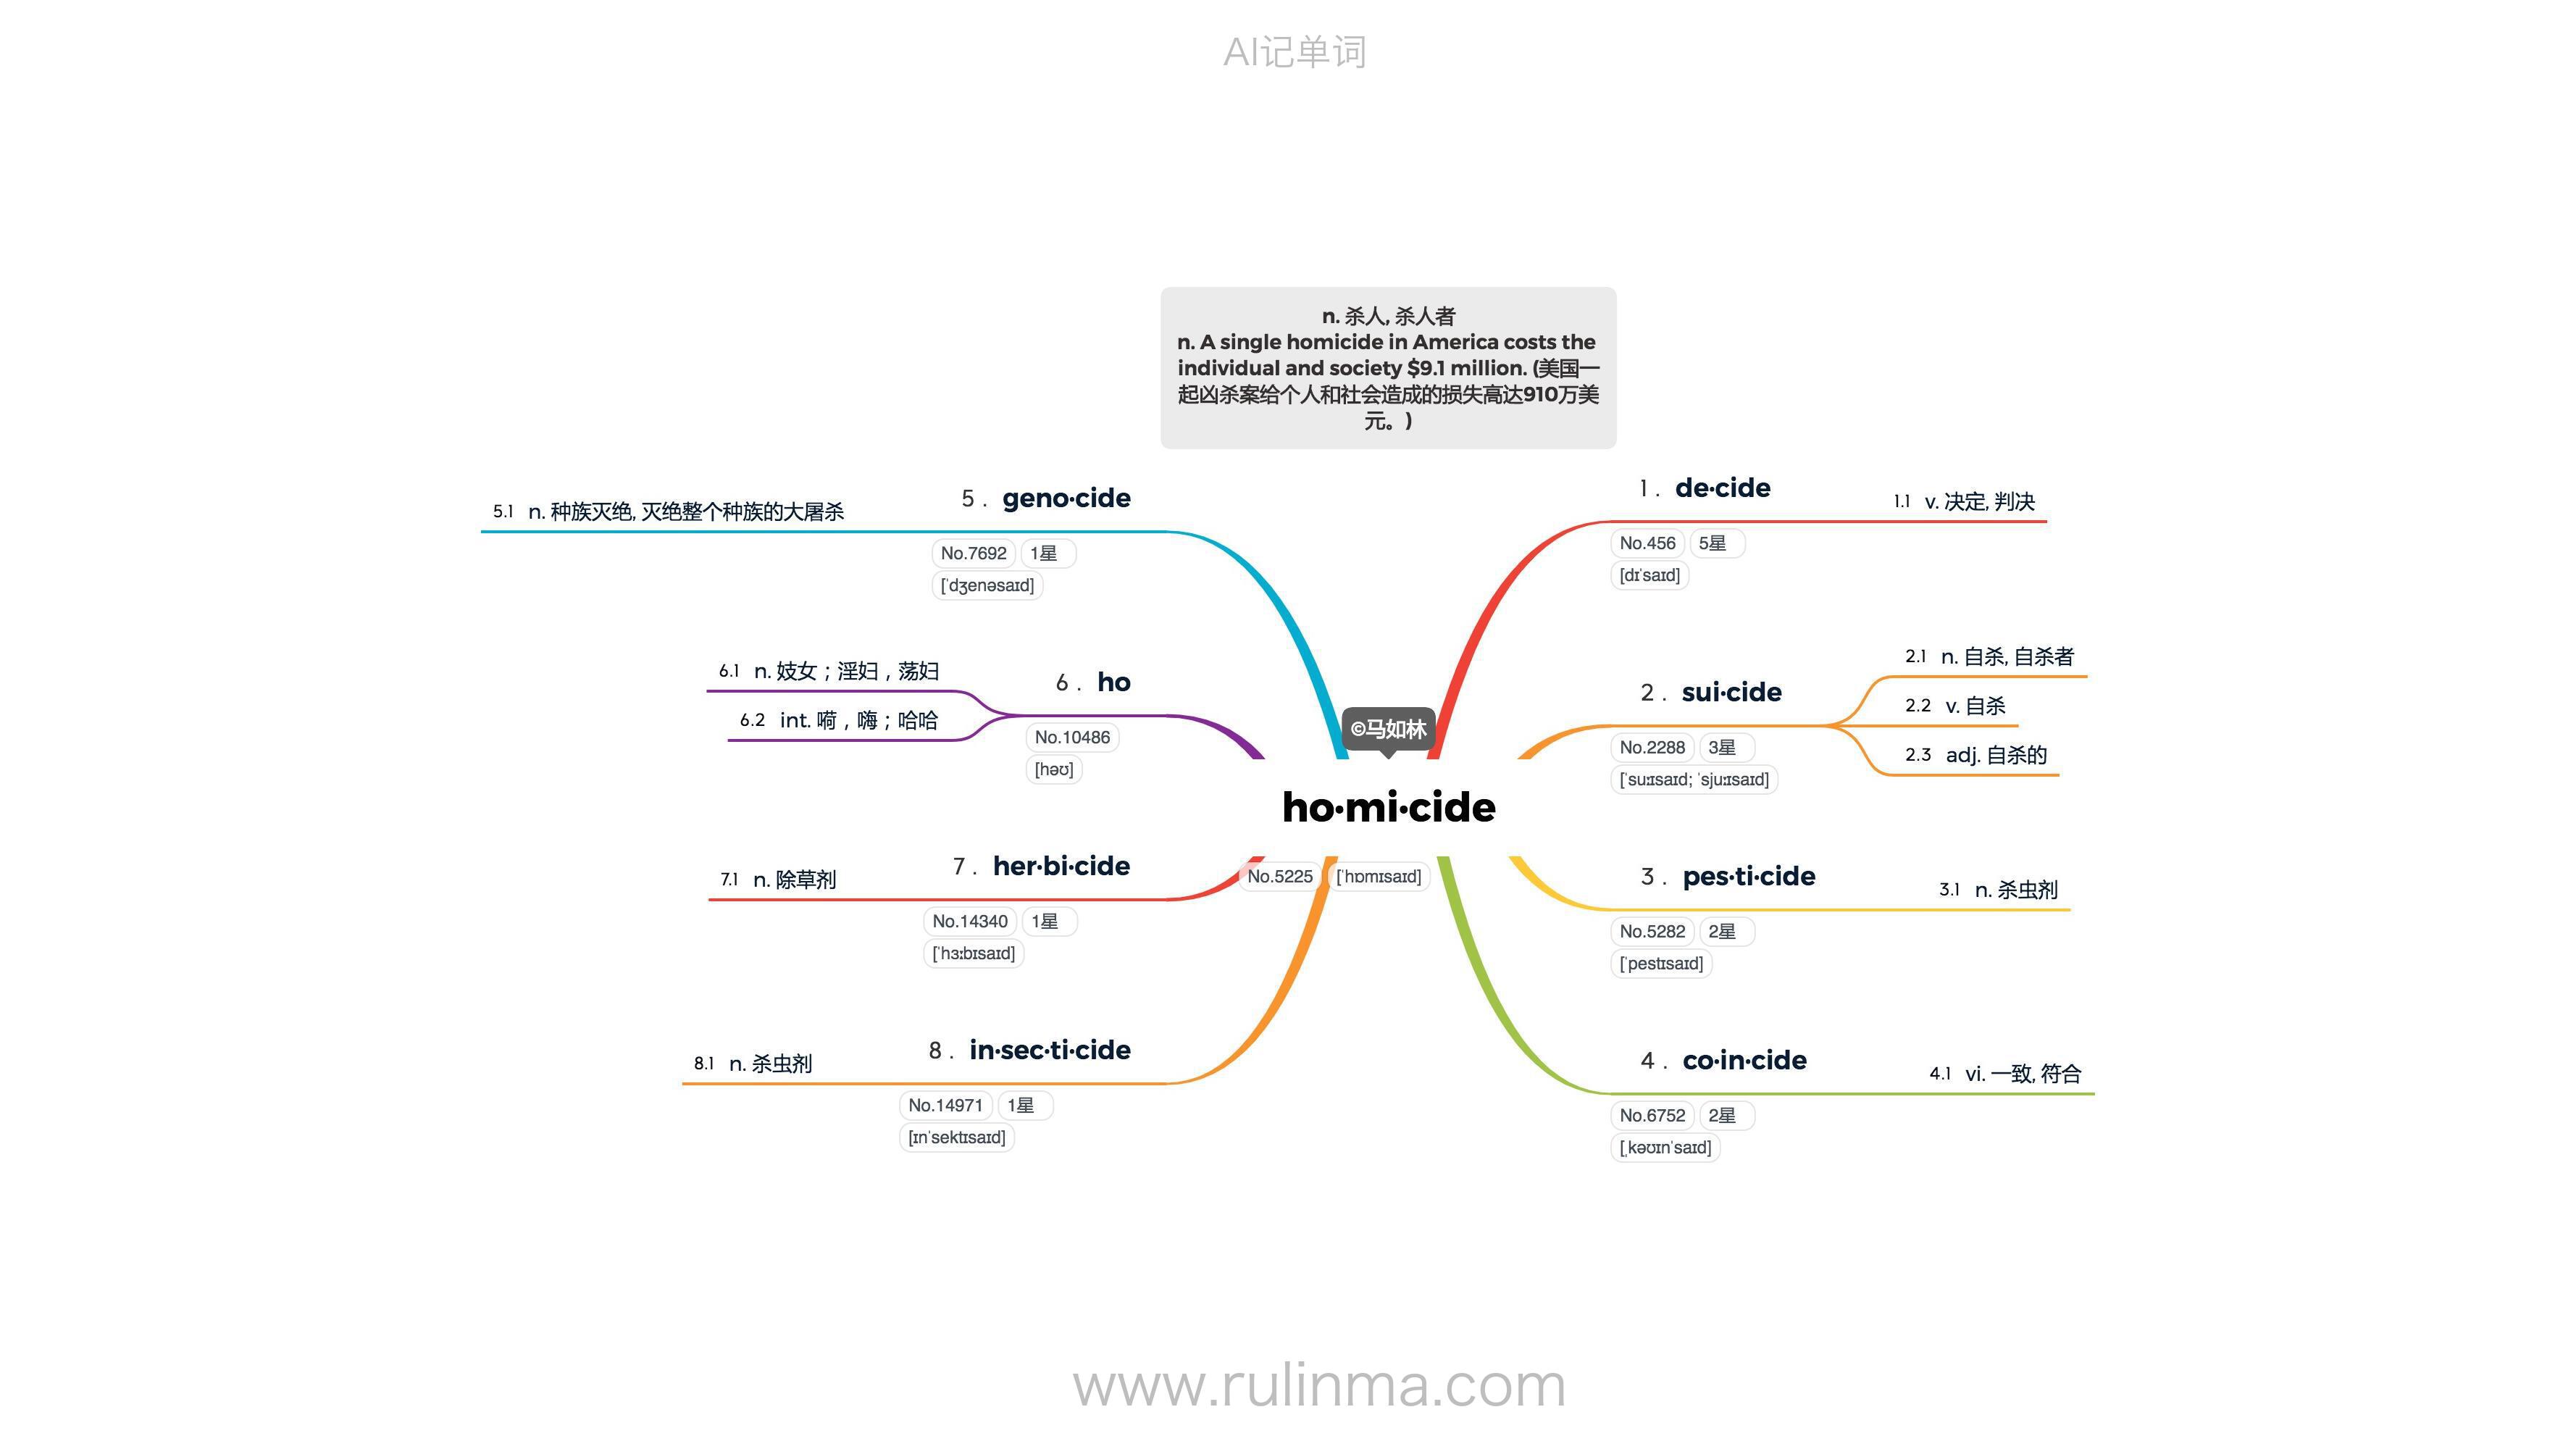 AI记单词
n. 杀人, 杀人者
n. A single homicide in America costs the
individual and society $9.1 million. (美国一
起凶杀案给个人和社会造成的损失高达910万美
元。)
©马如林
ho·mi·cide
No.5225 [ˈhɒmɪsaɪd]
1 . de·cide
1.1 v. 决定, 判决
No.456 5星
[dɪˈsaɪd]
2 . sui·cide
2.1 n. 自杀, 自杀者
2.2 v. 自杀
2.3 adj. 自杀的
No.2288 3星
[ˈsuːɪsaɪd; ˈsjuːɪsaɪd]
3 . pes·ti·cide
3.1 n. 杀虫剂
No.5282 2星
[ˈpestɪsaɪd]
4 . co·in·cide
4.1 vi. 一致, 符合
No.6752 2星
[ˌkəʊɪnˈsaɪd]
5 . geno·cide
5.1 n. 种族灭绝, 灭绝整个种族的大屠杀
No.7692 1星
[ˈdʒenəsaɪd]
6 . ho
6.1 n. 妓女；淫妇，荡妇
6.2 int. 嗬，嗨；哈哈
No.10486
[həʊ]
7 . her·bi·cide
7.1 n. 除草剂
No.14340 1星
[ˈhɜːbɪsaɪd]
8 . in·sec·ti·cide
8.1 n. 杀虫剂
No.14971 1星
[ɪnˈsektɪsaɪd]
www.rulinma.com